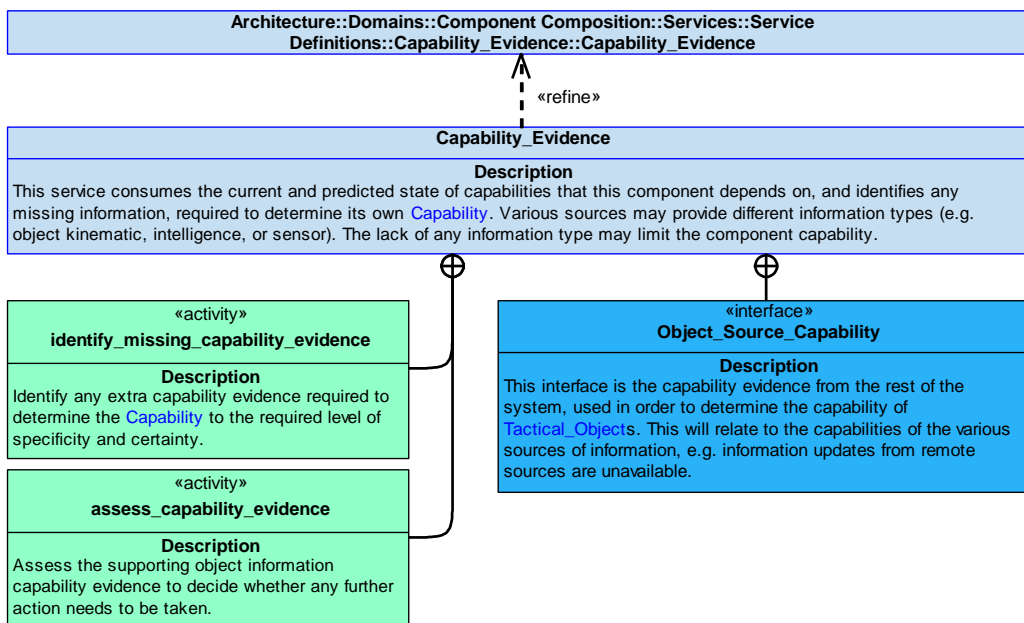 Architecture::Domains::Component Composition::Services::Service
Definitions::Capability_Evidence::Capability_Evidence
«refine»
Capability_Evidence
Description
This service consumes the current and predicted state of capabilities that this component depends on, and identifies any
missing information, required to determine its own Capability. Various sources may provide different information types (e.g.
object kinematic, intelligence, or sensor). The lack of any information type may limit the component capability.
«activity»
identify_missing_capability_evidence
Description
Identify any extra capability evidence required to
determine the Capability to the required level of
specificity and certainty.
«interface»
Object_Source_Capability
Description
This interface is the capability evidence from the rest of the
system, used in order to determine the capability of
Tactical_Objects. This will relate to the capabilities of the various
sources of information, e.g. information updates from remote
sources are unavailable.
«activity»
assess_capability_evidence
Description
Assess the supporting object information
capability evidence to decide whether any further
action needs to be taken.